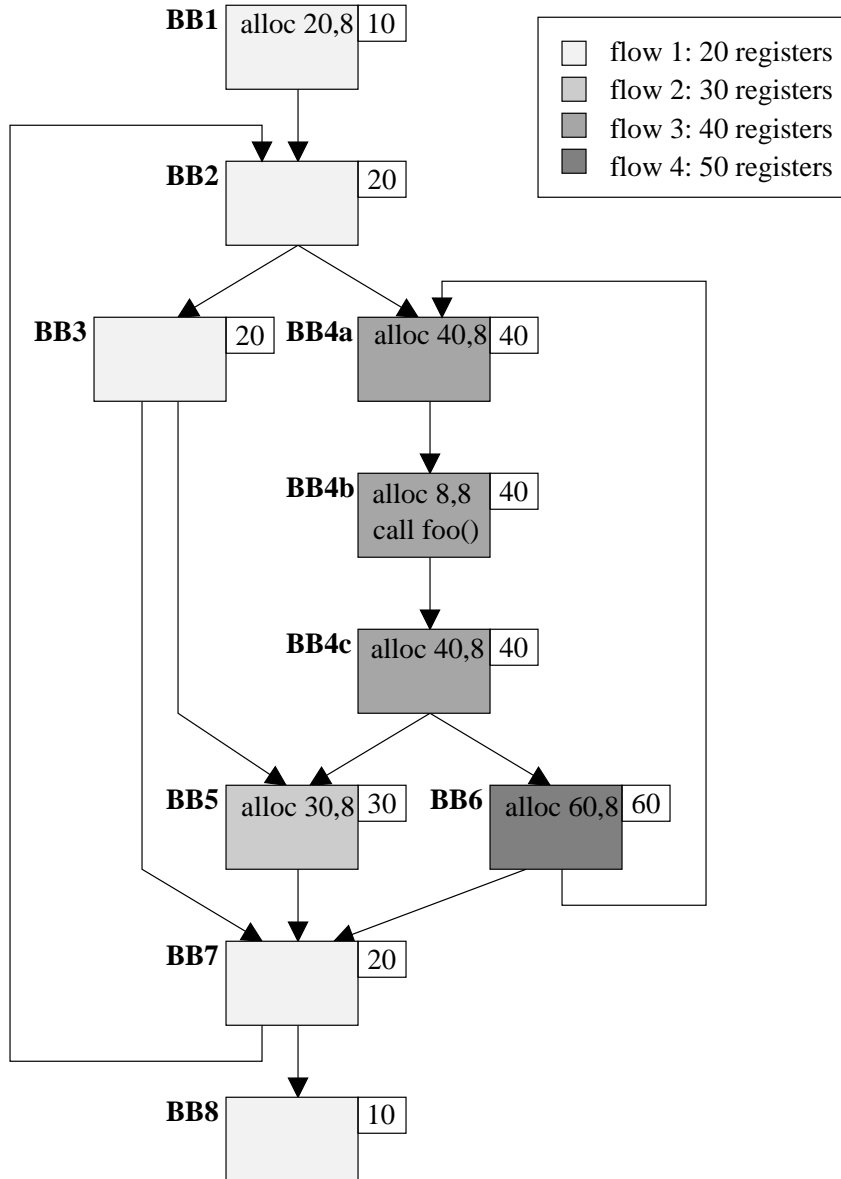 BB1 alloc 20,8 10
flow 1: 20 registers
flow 2: 30 registers
flow 3: 40 registers
flow 4: 50 registers
BB2 20
BB3 20 BB4a alloc 40,8 40
BB4b alloc 8,8 40
call foo()
BB4c alloc 40,8 40
BB5 alloc 30,8 30 BB6 alloc 60,8 60
BB7 20
BB8 10